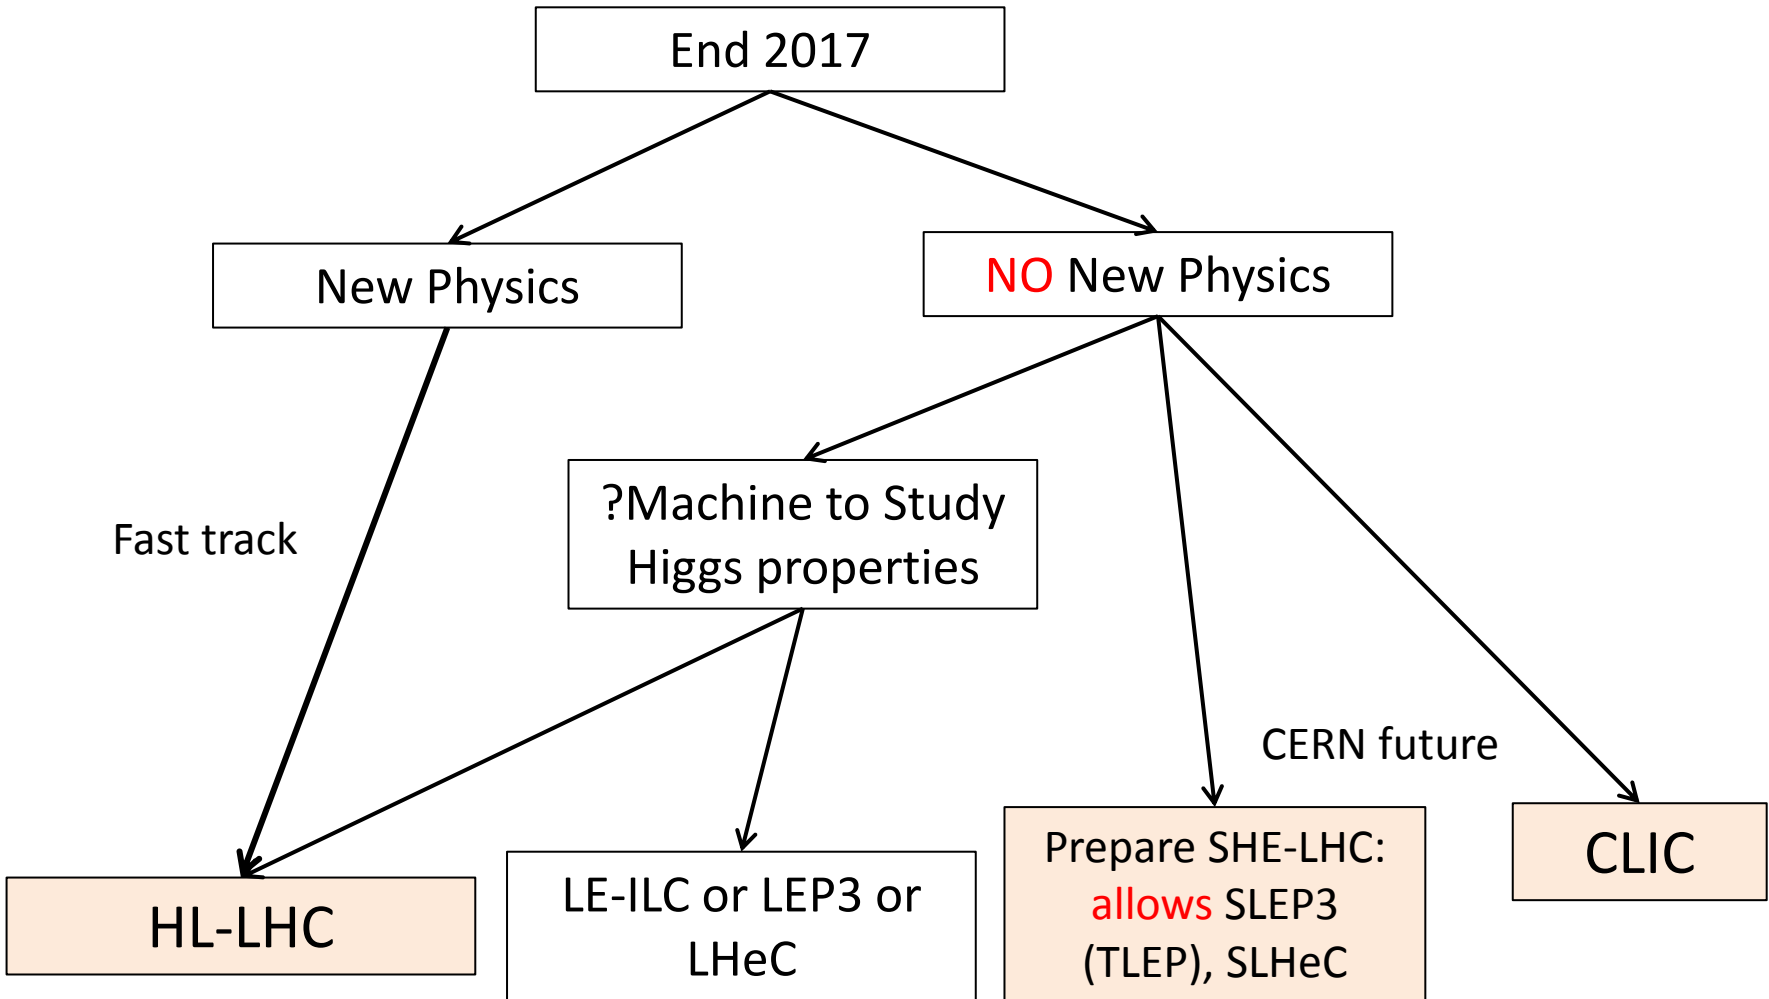 End 2017
New Physics
NO New Physics
?Machine to Study
Higgs properties
Fast track
CERN future
HL-LHC
LE-ILC or LEP3 or
LHeC
Prepare SHE-LHC:
allows SLEP3
(TLEP), SLHeC
CLIC